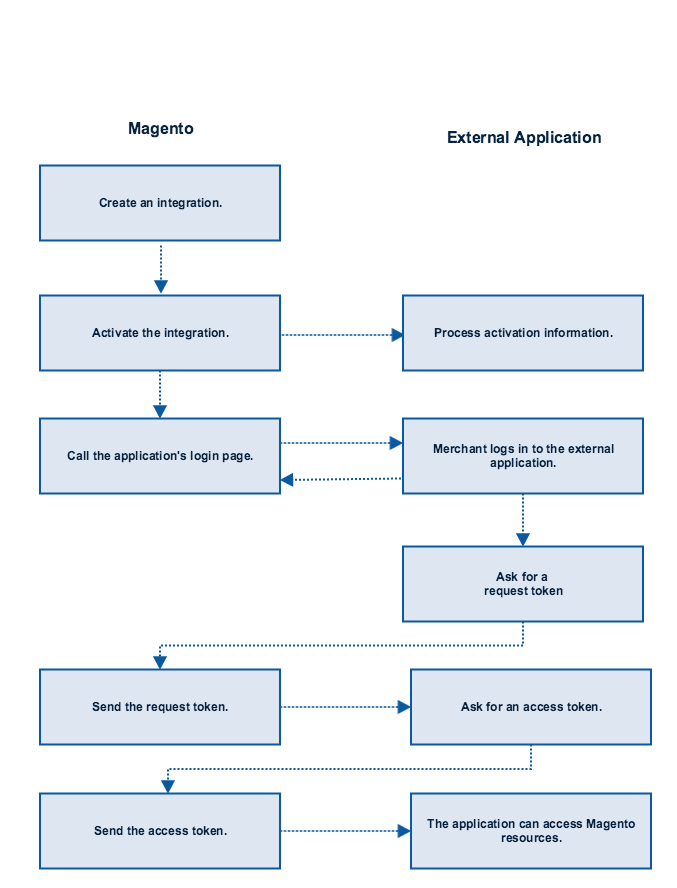 Magento
External Application
Create an integration.
Activate the integration.
Process activation information.
Call the application's login page.
Merchant logs in to the external
application.
Ask for a
request token
Send the request token.
Ask for an access token.
Send the access token.
The application can access Magento
resources.